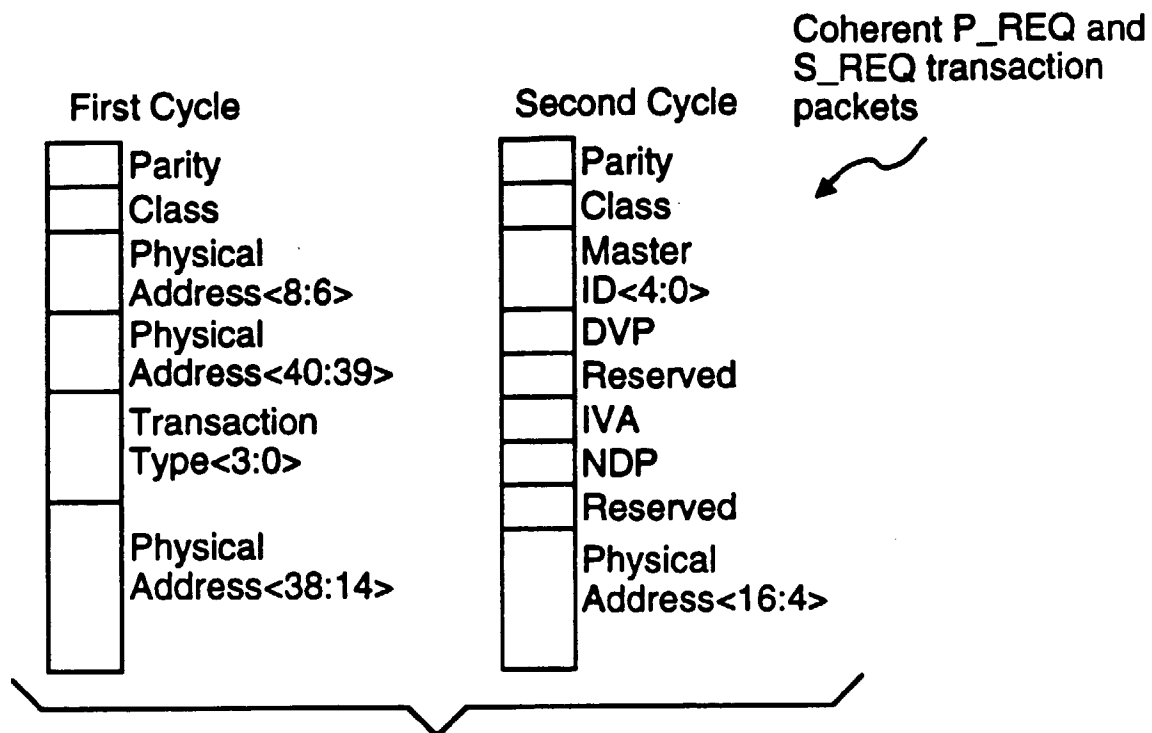 Coherent P_REQ and
S_REQ transaction
packets
First Cycle
Parity
Class
Physical
Address<8:6>
Physical
Address<40:39>
Transaction
Type<3:0>
Physical
Address<38:14>
Second Cycle
Parity
Class
Master
ID<4:0>
DVP
Reserved
IVA
NDP
Reserved
Physical
Address<16:4>